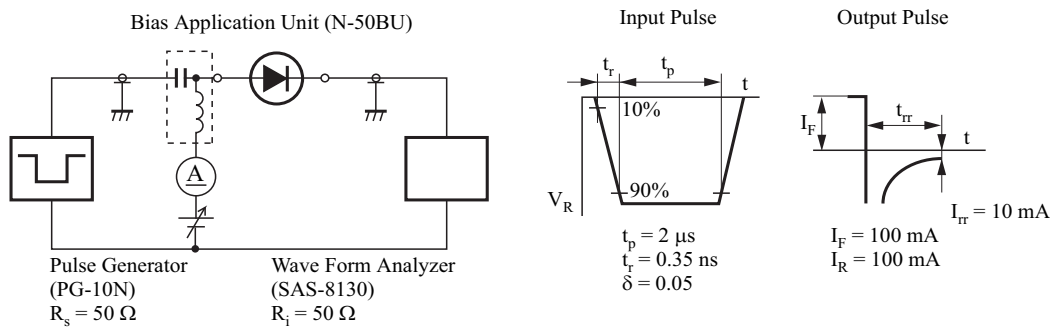 Bias Application Unit (N-50BU)
A
Pulse Generator
(PG-10N)
R_s = 50 Ω
Wave Form Analyzer
(SAS-8130)
R_i = 50 Ω
Input Pulse
t_r t_p
t
10%
90%
V_R
t_p = 2 μs
t_r = 0.35 ns
δ = 0.05
Output Pulse
I_F
t_rr
t
I_rr = 10 mA
I_F = 100 mA
I_R = 100 mA